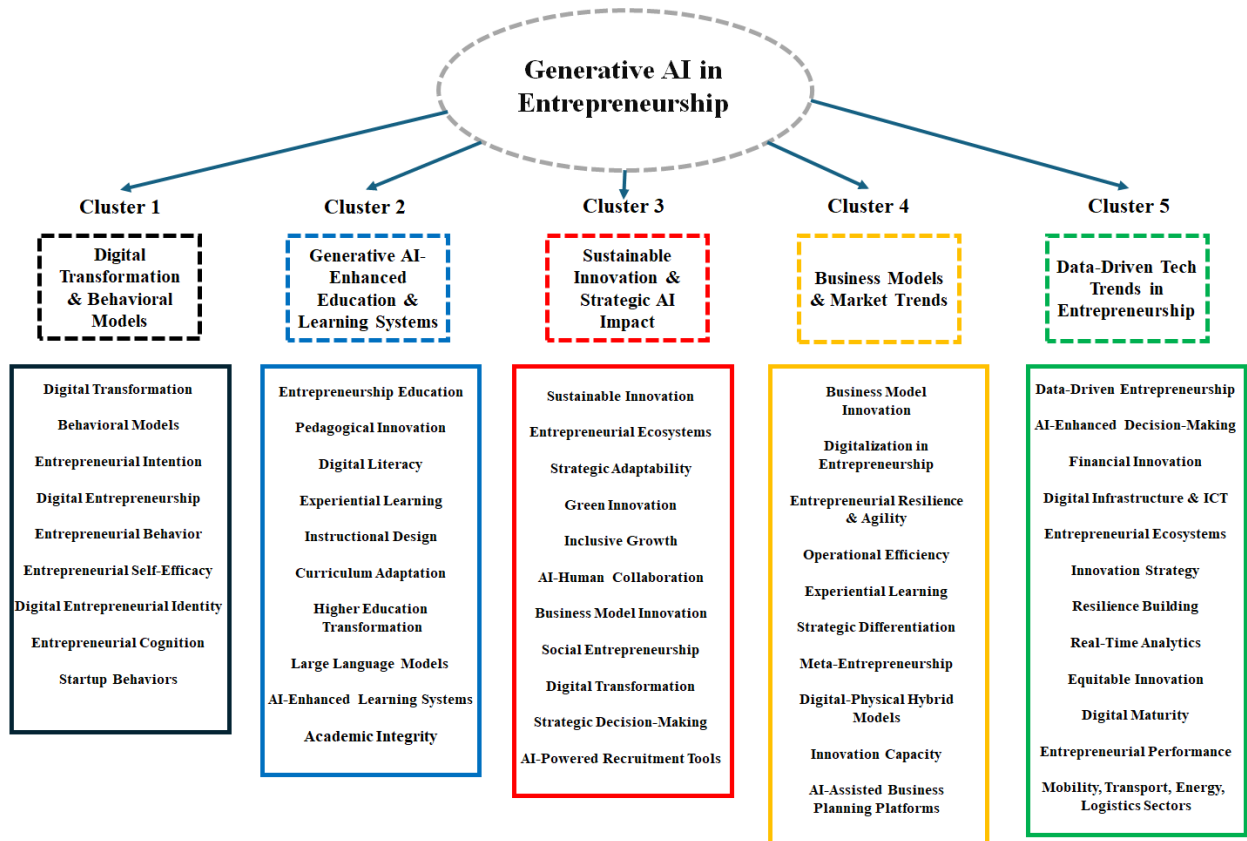 Generative AI in
Entrepreneurship
Cluster 1
Digital
Transformation
& Behavioral
Models
Digital Transformation
Behavioral Models
Entrepreneurial Intention
Digital Entrepreneurship
Entrepreneurial Behavior
Entrepreneurial Self-Efficacy
Digital Entrepreneurial Identity
Entrepreneurial Cognition
Startup Behaviors
Cluster 2
Generative AI-
Enhanced
Education &
Learning Systems
Entrepreneurship Education
Pedagogical Innovation
Digital Literacy
Experiential Learning
Instructional Design
Curriculum Adaptation
Higher Education
Transformation
Large Language Models
AI-Enhanced Learning Systems
Academic Integrity
Cluster 3
Sustainable
Innovation &
Strategic AI
Impact
Sustainable Innovation
Entrepreneurial Ecosystems
Strategic Adaptability
Green Innovation
Inclusive Growth
AI-Human Collaboration
Business Model Innovation
Social Entrepreneurship
Digital Transformation
Strategic Decision-Making
AI-Powered Recruitment Tools
Cluster 4
Business Models
& Market Trends
Business Model
Innovation
Digitalization in
Entrepreneurship
Entrepreneurial Resilience
& Agility
Operational Efficiency
Experiential Learning
Strategic Differentiation
Meta-Entrepreneurship
Digital-Physical Hybrid
Models
Innovation Capacity
AI-Assisted Business
Planning Platforms
Cluster 5
Data-Driven Tech
Trends in
Entrepreneurship
Data-Driven Entrepreneurship
AI-Enhanced Decision-Making
Financial Innovation
Digital Infrastructure & ICT
Entrepreneurial Ecosystems
Innovation Strategy
Resilience Building
Real-Time Analytics
Equitable Innovation
Digital Maturity
Entrepreneurial Performance
Mobility, Transport, Energy,
Logistics Sectors